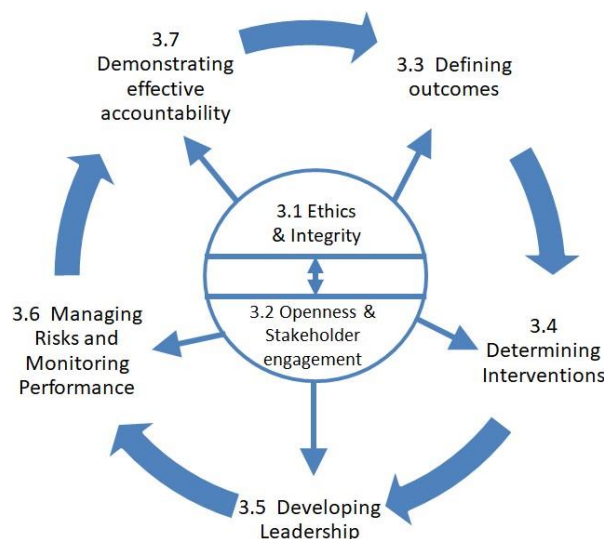 3.7
Demonstrating
effective
accountability
3.3 Defining
outcomes
3.1 Ethics
& Integrity
3.2 Openness &
Stakeholder
engagement
3.6 Managing
Risks and
Monitoring
Performance
3.4
Determining
Interventions
3.5 Developing
Leadership